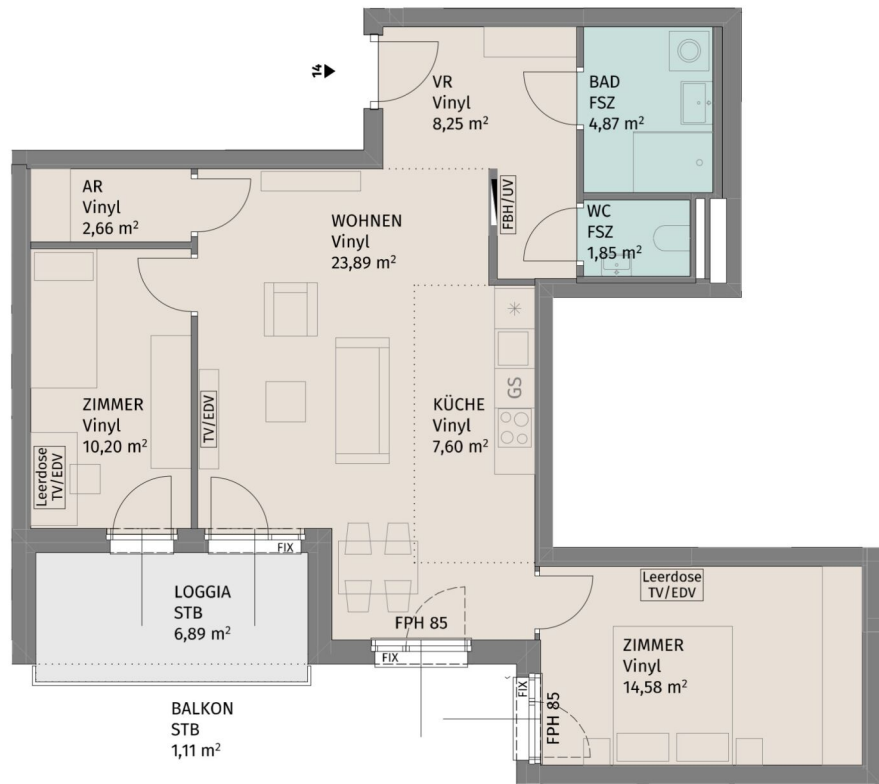 14
VR
Vinyl
8,25 m²
BAD
FSZ
4,87 m²
AR
Vinyl
2,66 m²
WOHNEN
Vinyl
23,89 m²
FBH/UV
WC
FSZ
1,85 m²
ZIMMER
Vinyl
10,20 m²
Leerdose
TV/EDV
TV/EDV
KÜCHE
Vinyl
7,60 m²
GS
FIX
LOGGIA
STB
6,89 m²
FPH 85
FIX
Leerdose
TV/EDV
ZIMMER
Vinyl
14,58 m²
FIX
FPH 85
BALKON
STB
1,11 m²